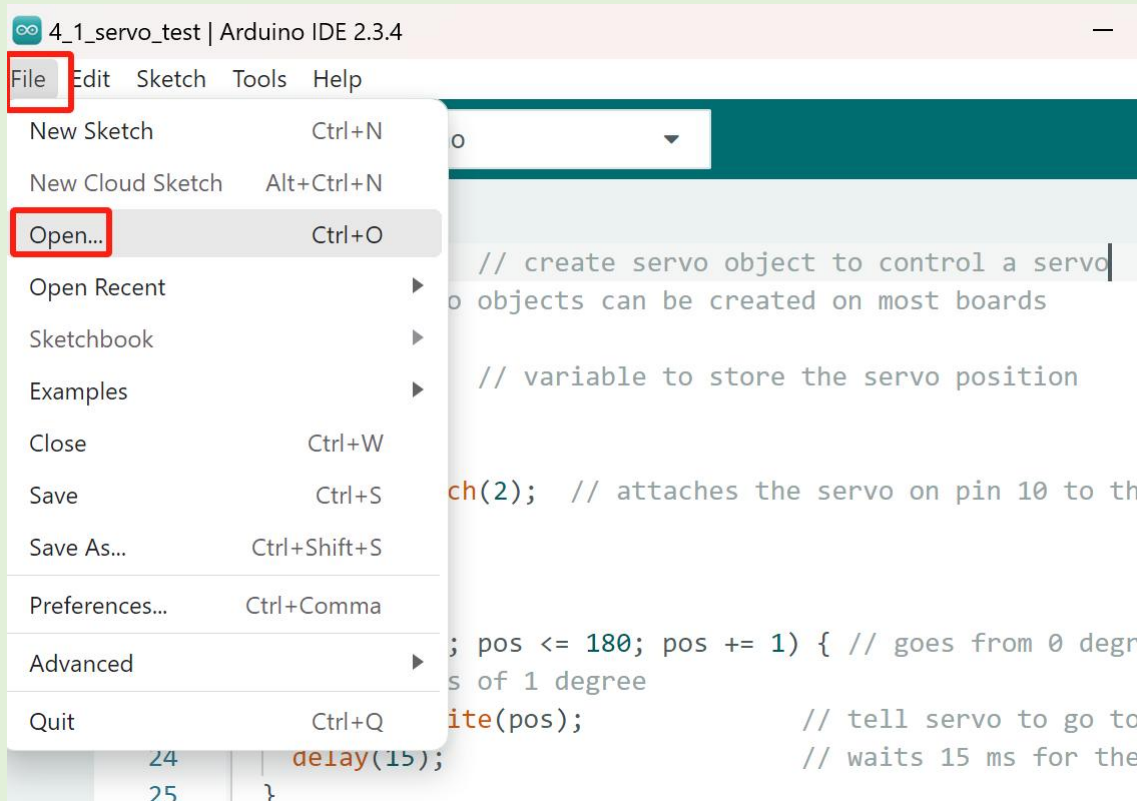 4_1_servo_test | Arduino IDE 2.3.4
File Edit Sketch Tools Help
New Sketch Ctrl+N
New Cloud Sketch Alt+Ctrl+N
Open... Ctrl+O
Open Recent
Sketchbook
Examples
Close Ctrl+W
Save Ctrl+S
Save As... Ctrl+Shift+S
Preferences... Ctrl+Comma
Advanced
Quit Ctrl+Q
o
// create servo object to control a servo
o objects can be created on most boards
// variable to store the servo position
ch(2); // attaches the servo on pin 10 to th
; pos <= 180; pos += 1) { // goes from 0 degr
s of 1 degree
ite(pos); // tell servo to go to
24 delay(15); // waits 15 ms for the
25 }